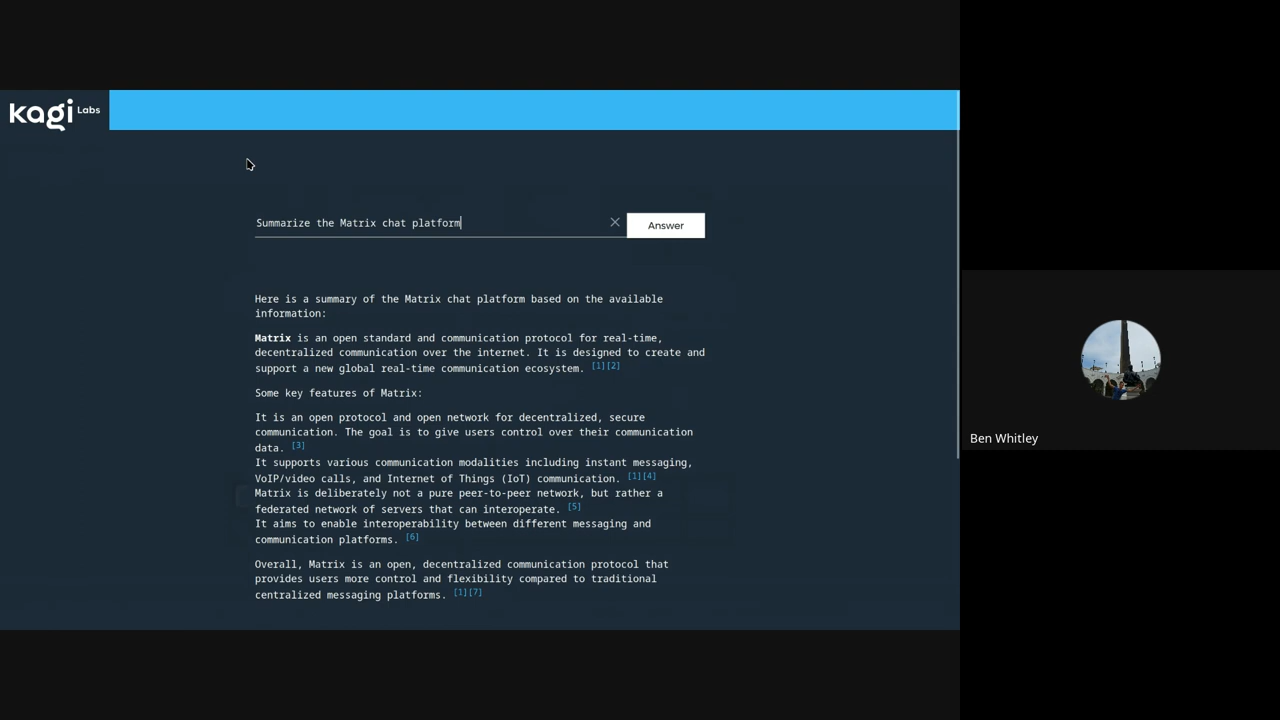 kagi Labs
Summarize the Matrix chat platform
Answer
Here is a summary of the Matrix chat platform based on the available
information:
Matrix is an open standard and communication protocol for real-time,
decentralized communication over the internet. It is designed to create and
support a new global real-time communication ecosystem. [1][2]
Some key features of Matrix:
It is an open protocol and open network for decentralized, secure
communication. The goal is to give users control over their communication
data. [3]
It supports various communication modalities including instant messaging,
VoIP/video calls, and Internet of Things (IoT) communication. [1][4]
Matrix is deliberately not a pure peer-to-peer network, but rather a
federated network of servers that can interoperate. [5]
It aims to enable interoperability between different messaging and
communication platforms. [6]
Overall, Matrix is an open, decentralized communication protocol that
provides users more control and flexibility compared to traditional
centralized messaging platforms. [1][7]
Ben Whitley